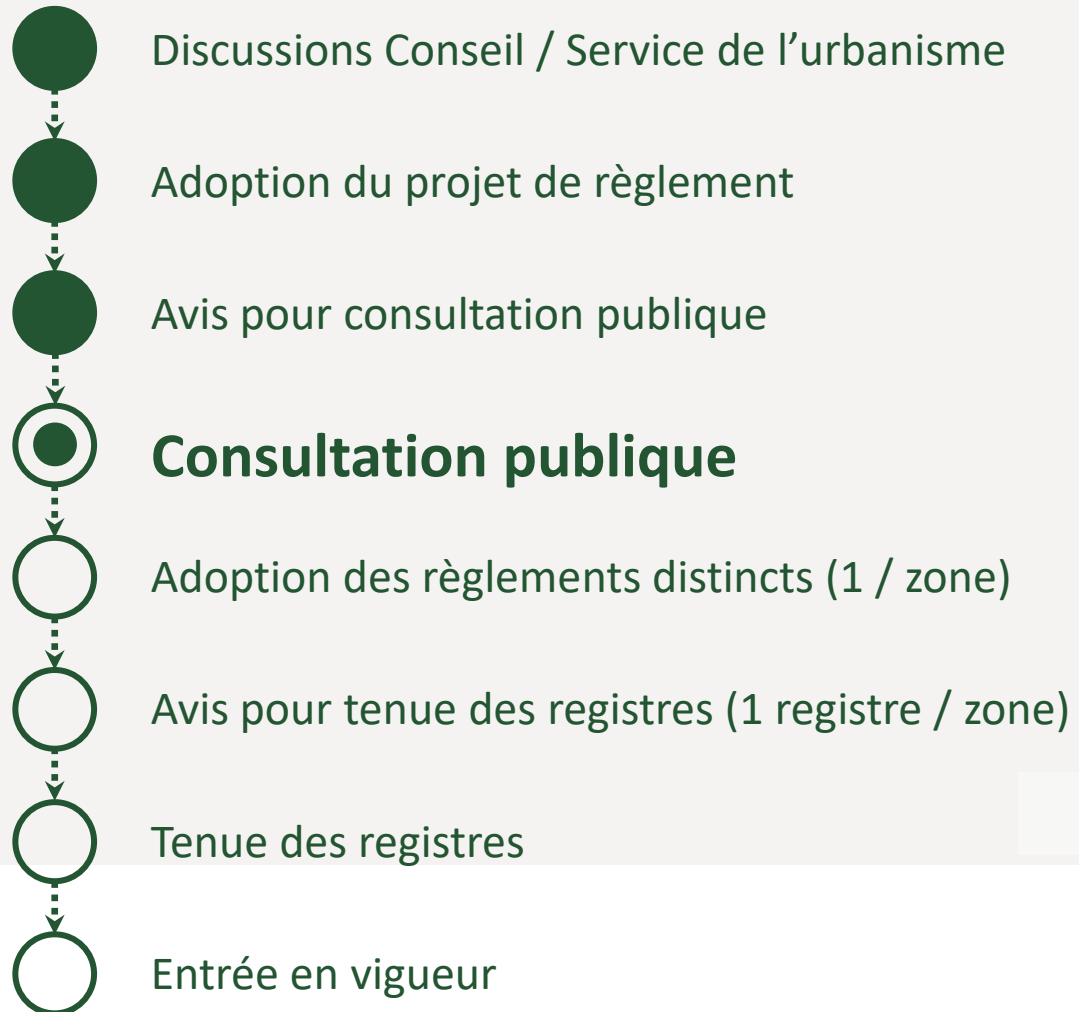 Discussions Conseil / Service de l’urbanisme
Adoption du projet de règlement
Avis pour consultation publique
Consultation publique
Adoption des règlements distincts (1 / zone)
Avis pour tenue des registres (1 registre / zone)
Tenue des registres
Entrée en vigueur